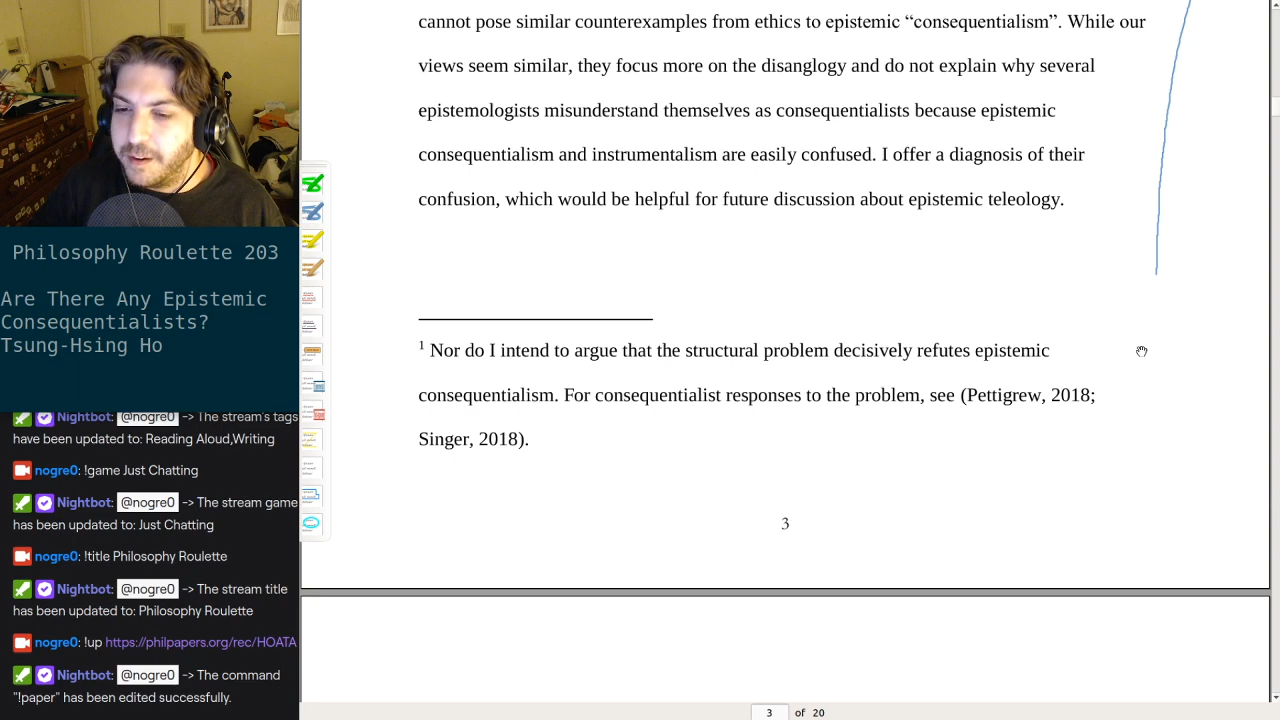 cannot pose similar counterexamples from ethics to epistemic “consequentialism”. While our
views seem similar, they focus more on the disanglogy and do not explain why several
epistemologists misunderstand themselves as consequentialists because epistemic
consequentialism and instrumentalism are easily confused. I offer a diagnosis of their
confusion, which would be helpful for future discussion about epistemic teleology.
1 Nor do I intend to argue that the structural problem decisively refutes epistemic
consequentialism. For consequentialist responses to the problem, see (Pettigrew, 2018;
Singer, 2018).
3
3 of 20
Philosophy Roulette 203
Are There Any Epistemic
Consequentialists?
Tsung-Hsing Ho
Nightbot: @nogre0 -> The stream's tags
has been updated to: Reading Aloud,Writing
nogre0: !game Just Chatting
Nightbot: @nogre0 -> The stream game
has been updated to: Just Chatting
nogre0: !title Philosophy Roulette
Nightbot: @nogre0 -> The stream title
has been updated to: Philosophy Roulette
nogre0: !up https://philpapers.org/rec/HOATA
Nightbot: @nogre0 -> The command
"!paper" has been edited successfully.